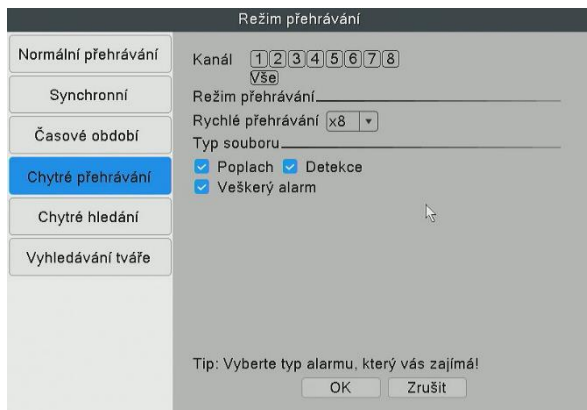 Režim přehrávání
Normální přehrávání
Synchronní
Časové období
Chytré přehrávání
Chytré hledání
Vyhledávání tváře
Kanál 1 2 3 4 5 6 7 8
Vše
Režim přehrávání
Rychlé přehrávání x8
Typ souboru
Poplach Detekce
Veškerý alarm
Tip: Vyberte typ alarmu, který vás zajímá!
OK Zrušit